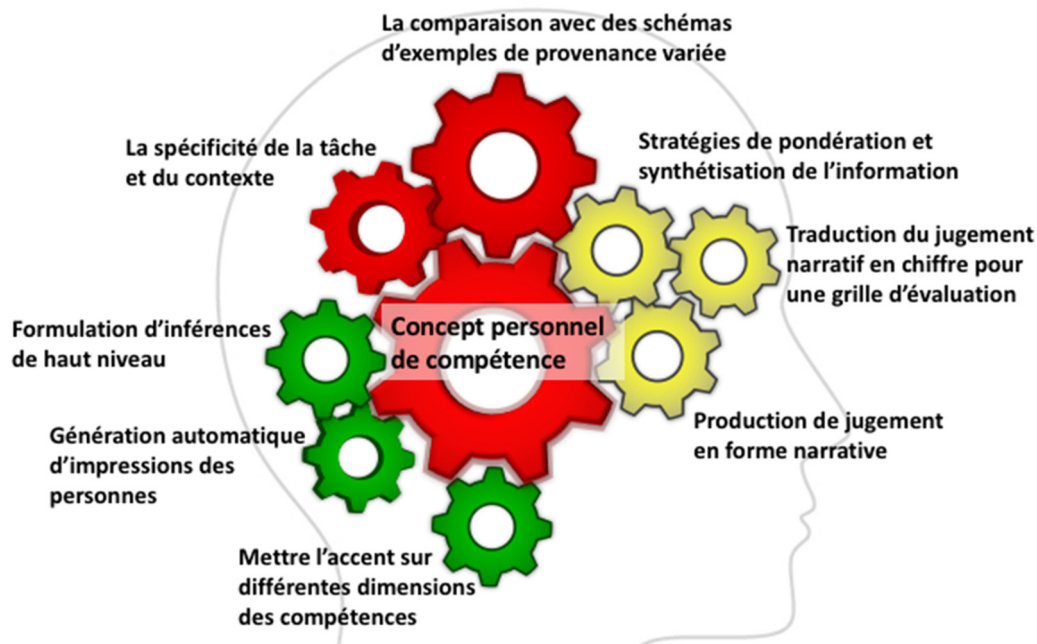 La comparaison avec des schémas
d’exemples de provenance variée
La spécificité de la tâche
et du contexte
Stratégies de pondération et
synthétisation de l’information
Traduction du jugement
narratif en chiffre pour
une grille d’évaluation
Formulation d’inférences
de haut niveau
Concept personnel
de compétence
Génération automatique
d’impressions des
personnes
Production de jugement
en forme narrative
Mettre l’accent sur
différentes dimensions
des compétences